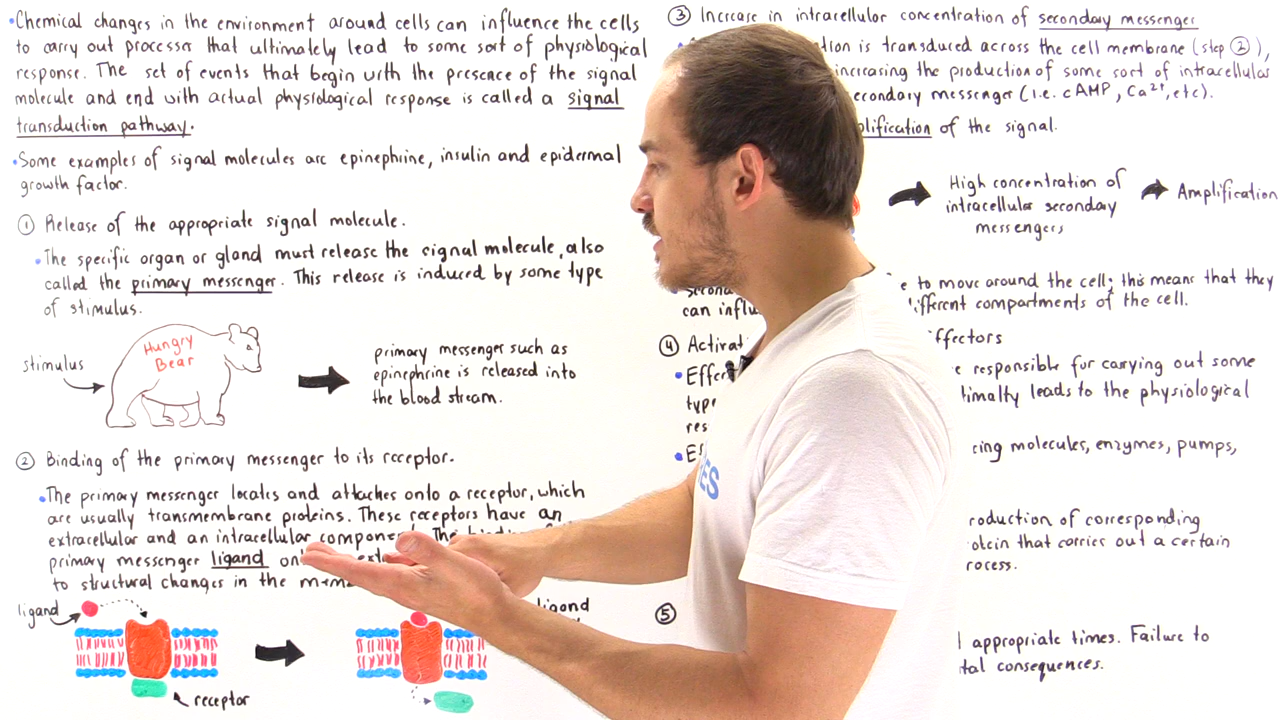 •Chemical changes in the environment around cells can influence the cells
to carry out processes that ultimately lead to some sort of physiological
response. The set of events that begin with the presence of the signal
molecule and end with actual physiological response is called a signal
transduction pathway.
•Some examples of signal molecules are epinephrine, insulin and epidermal
growth factor.
① Release of the appropriate signal molecule.
•The specific organ or gland must release the signal molecule, also
called the primary messenger. This release is induced by some type
of stimulus.
stimulus
Hungry
Bear
primary messenger such as
epinephrine is released into
the blood stream.
② Binding of the primary messenger to its receptor.
•The primary messenger locates and attaches onto a receptor, which
are usually transmembrane proteins. These receptors have an
extracellular and an intracellular component. The
primary messenger ligand
to structural changes in the
ligand
ligand
receptor
③ Increase in intracellular concentration of secondary messenger
is transduced across the cell membrane (step ②),
increasing the production of some sort of intracellular
econdary messenger (i.e. cAMP, Ca²⁺, etc).
plification of the signal.
High concentration of
intracellular secondary
messengers
Amplification
e to move around the cell; this means that they
can influ
ifferent compartments of the cell.
④ Activat
ffectors
•Effe
e responsible for carrying out some
type
timalty leads to the physiological
res
cing molecules, enzymes, pumps,
ES
roduction of corresponding
otein that carries out a certain
rocess.
⑤
appropriate times. Failure to
tal consequences.